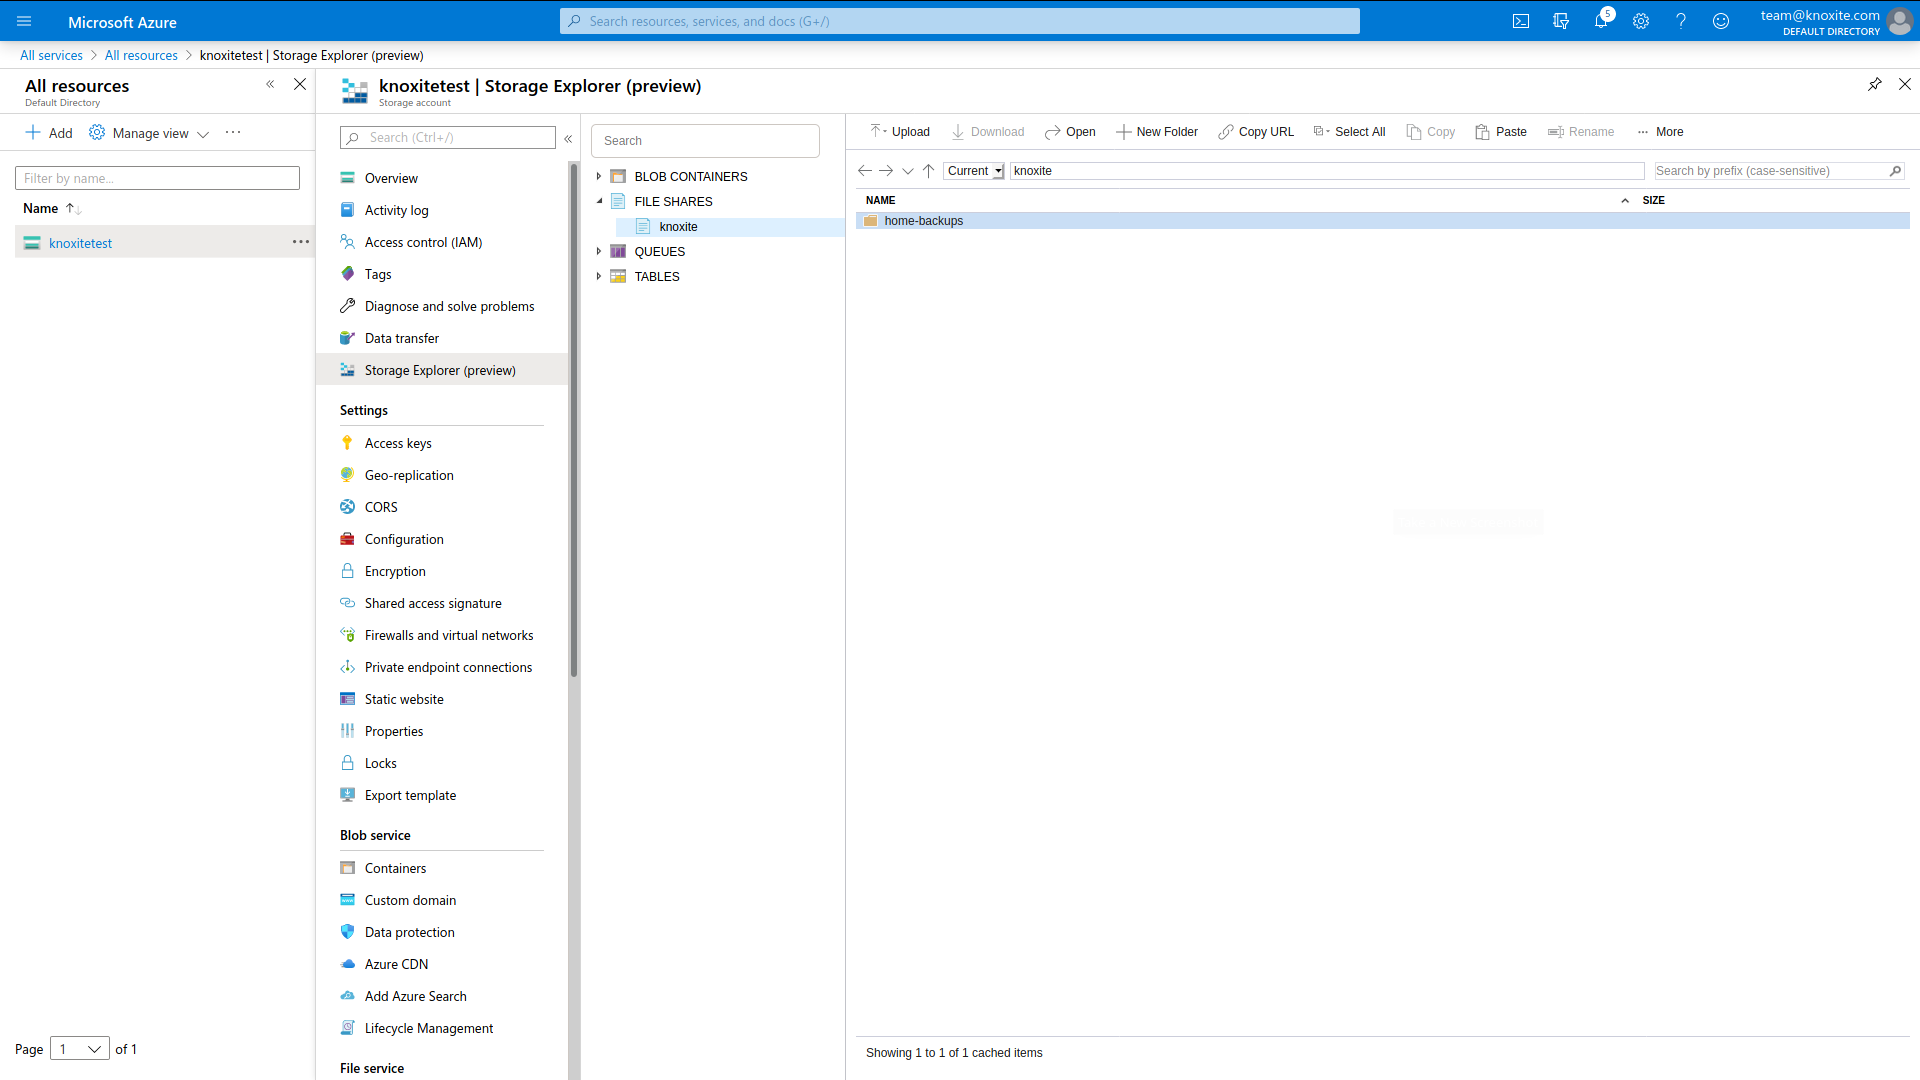 Microsoft Azure
Search resources, services, and docs (G+/)
5
team@knoxite.com
DEFAULT DIRECTORY
All services > All resources > knoxitetest | Storage Explorer (preview)
All resources
Default Directory
Add
Manage view
Filter by name...
Name
knoxitetest
Page 1 of 1
knoxitetest | Storage Explorer (preview)
Storage account
Search (Ctrl+/)
Overview
Activity log
Access control (IAM)
Tags
Diagnose and solve problems
Data transfer
Storage Explorer (preview)
Settings
Access keys
Geo-replication
CORS
Configuration
Encryption
Shared access signature
Firewalls and virtual networks
Private endpoint connections
Static website
Properties
Locks
Export template
Blob service
Containers
Custom domain
Data protection
Azure CDN
Add Azure Search
Lifecycle Management
File service
Search
BLOB CONTAINERS
FILE SHARES
knoxite
QUEUES
TABLES
Upload
Download
Open
New Folder
Copy URL
Select All
Copy
Paste
Rename
More
Current
knoxite
Search by prefix (case-sensitive)
NAME
SIZE
home-backups
Showing 1 to 1 of 1 cached items